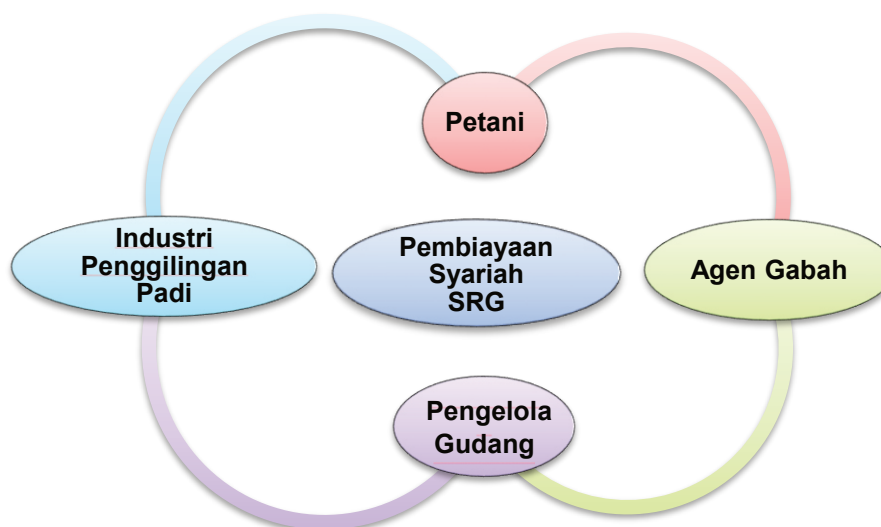 Petani
Industri
Penggilingan
Padi
Pembiayaan
Syariah
SRG
Agen Gabah
Pengelola
Gudang